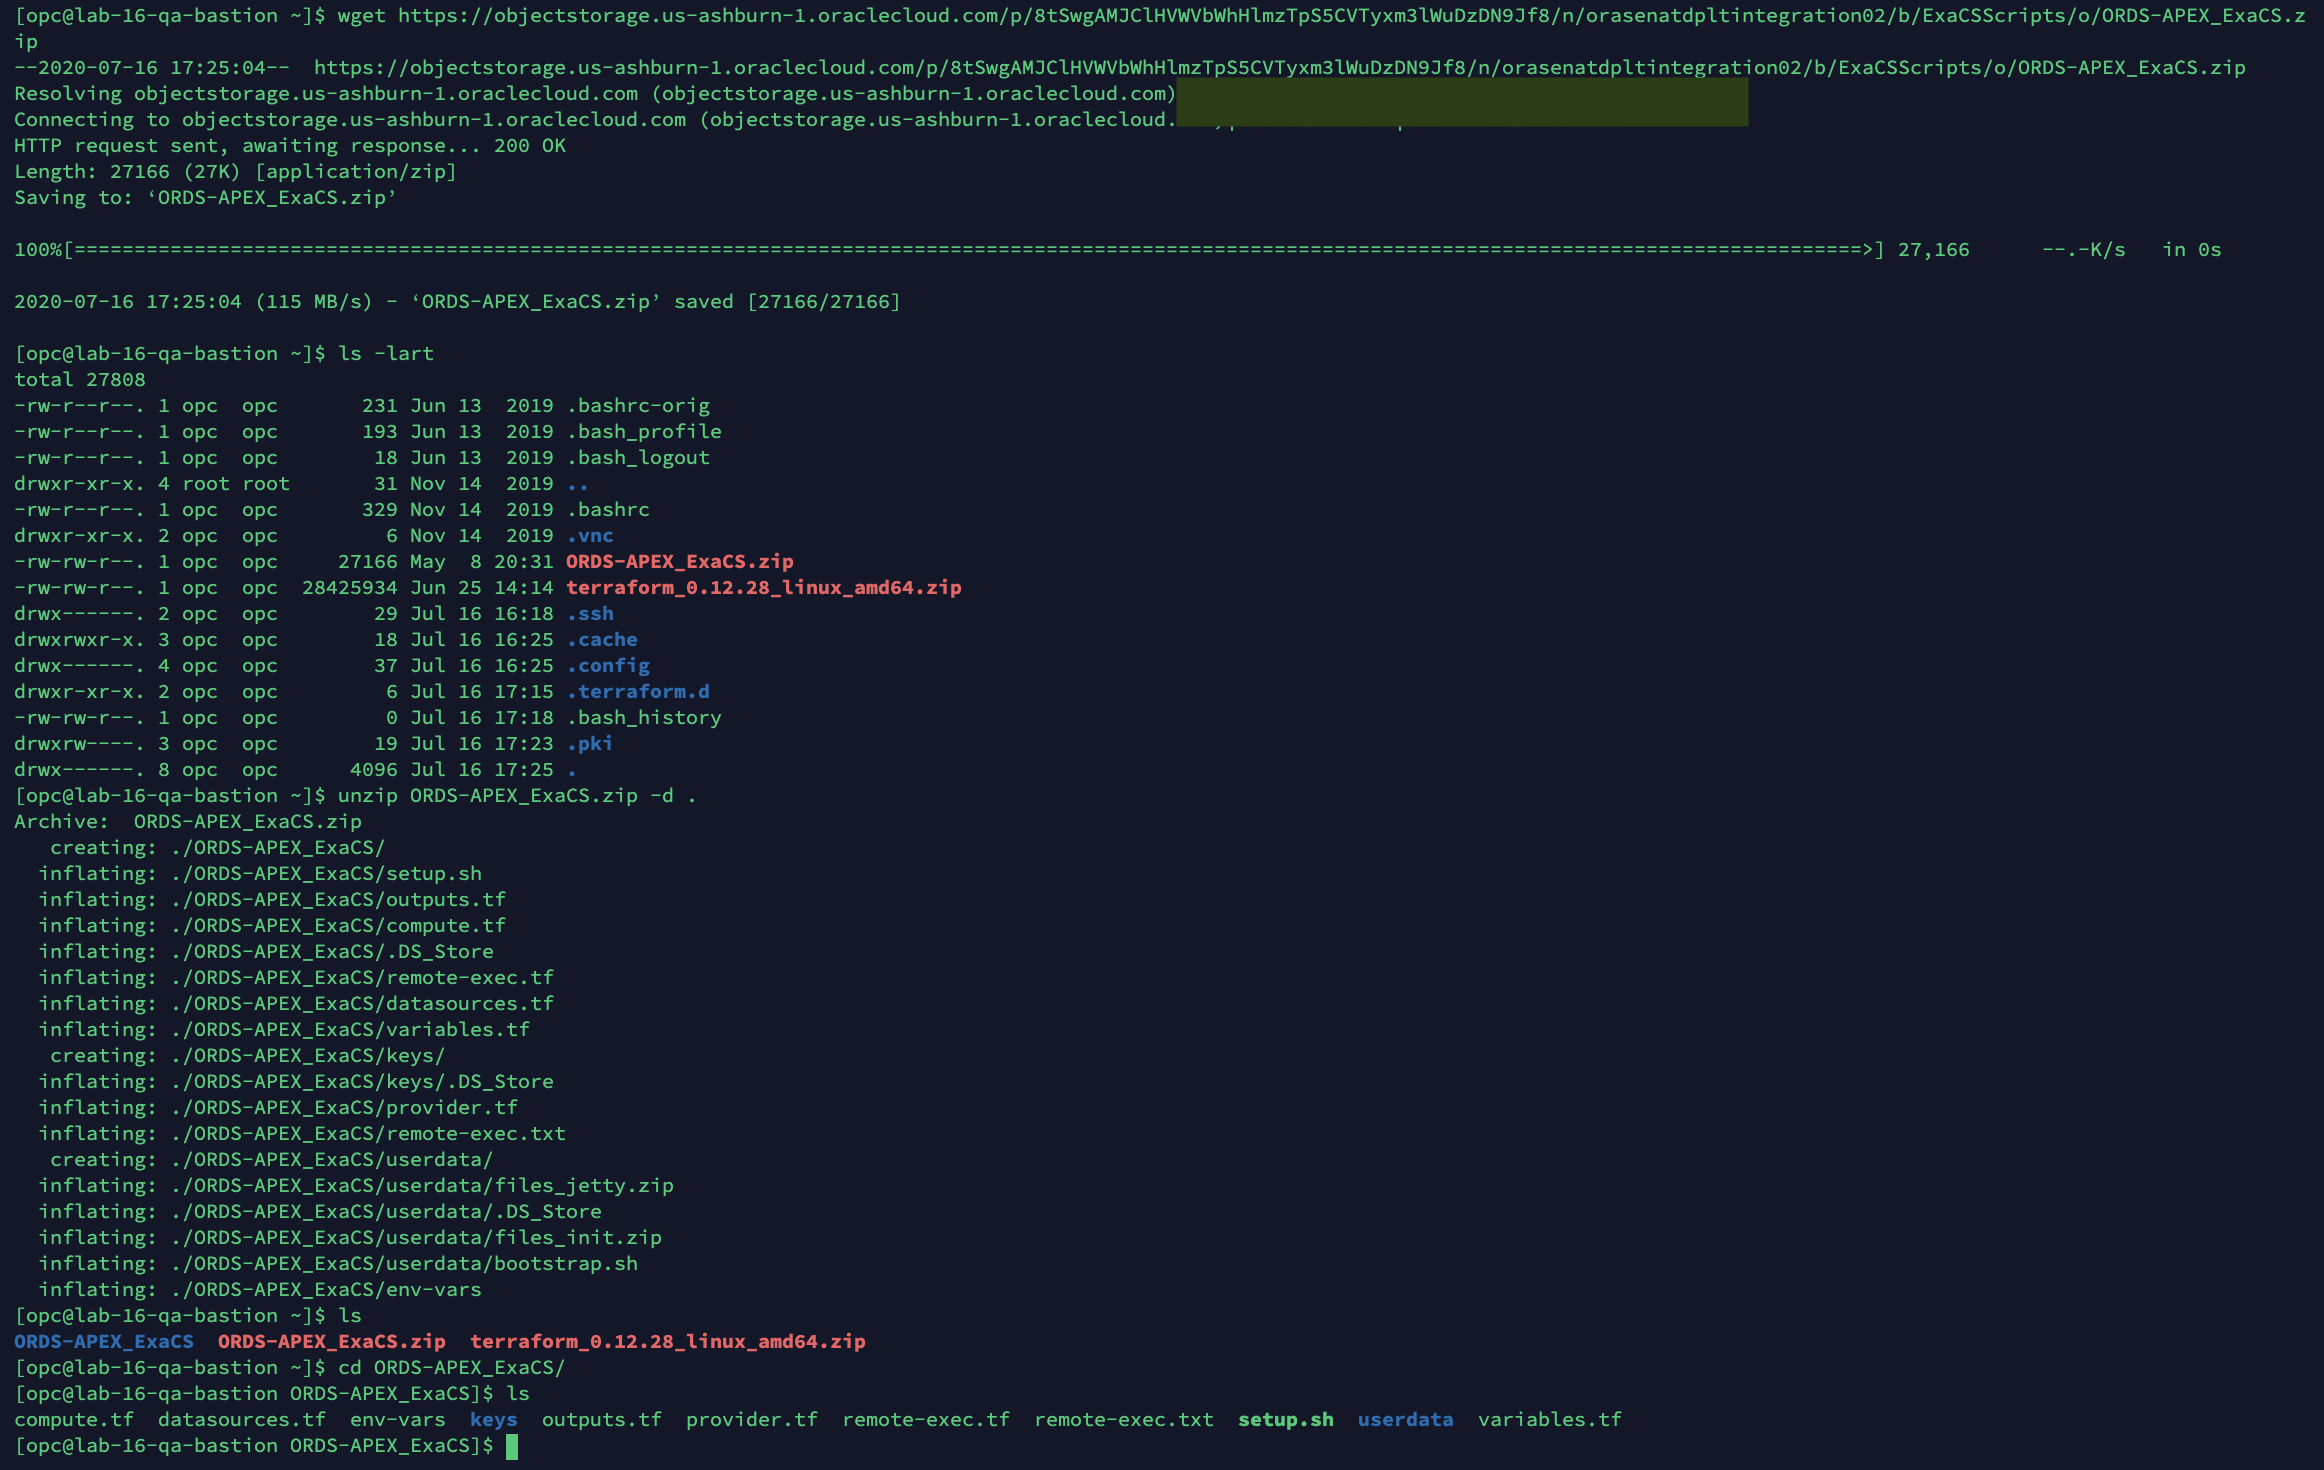 [opc@lab-16-qa-bastion ~]$ wget https://objectstorage.us-ashburn-1.oraclecloud.com/p/8tSwgAMJClHVWVbWhHlmzTpS5CVTyxm3lWuDzDN9Jf8/n/orasenatdpltintegration02/b/ExaCSScripts/o/ORDS-APEX_ExaCS.z
ip
--2020-07-16 17:25:04--  https://objectstorage.us-ashburn-1.oraclecloud.com/p/8tSwgAMJClHVWVbWhHlmzTpS5CVTyxm3lWuDzDN9Jf8/n/orasenatdpltintegration02/b/ExaCSScripts/o/ORDS-APEX_ExaCS.zip
Resolving objectstorage.us-ashburn-1.oraclecloud.com (objectstorage.us-ashburn-1.oraclecloud.com)
Connecting to objectstorage.us-ashburn-1.oraclecloud.com (objectstorage.us-ashburn-1.oraclecloud.
HTTP request sent, awaiting response... 200 OK
Length: 27166 (27K) [application/zip]
Saving to: ‘ORDS-APEX_ExaCS.zip’
100%[=====================================================================================================================================================>] 27,166      --.-K/s   in 0s
2020-07-16 17:25:04 (115 MB/s) - ‘ORDS-APEX_ExaCS.zip’ saved [27166/27166]
[opc@lab-16-qa-bastion ~]$ ls -lart
total 27808
-rw-r--r--. 1 opc  opc       231 Jun 13  2019 .bashrc-orig
-rw-r--r--. 1 opc  opc       193 Jun 13  2019 .bash_profile
-rw-r--r--. 1 opc  opc        18 Jun 13  2019 .bash_logout
drwxr-xr-x. 4 root root       31 Nov 14  2019 ..
-rw-r--r--. 1 opc  opc       329 Nov 14  2019 .bashrc
drwxr-xr-x. 2 opc  opc         6 Nov 14  2019 .vnc
-rw-rw-r--. 1 opc  opc     27166 May  8 20:31 ORDS-APEX_ExaCS.zip
-rw-rw-r--. 1 opc  opc  28425934 Jun 25 14:14 terraform_0.12.28_linux_amd64.zip
drwx------. 2 opc  opc        29 Jul 16 16:18 .ssh
drwxrwxr-x. 3 opc  opc        18 Jul 16 16:25 .cache
drwx------. 4 opc  opc        37 Jul 16 16:25 .config
drwxr-xr-x. 2 opc  opc         6 Jul 16 17:15 .terraform.d
-rw-rw-r--. 1 opc  opc         0 Jul 16 17:18 .bash_history
drwxrw----. 3 opc  opc        19 Jul 16 17:23 .pki
drwx------. 8 opc  opc      4096 Jul 16 17:25 .
[opc@lab-16-qa-bastion ~]$ unzip ORDS-APEX_ExaCS.zip -d .
Archive:  ORDS-APEX_ExaCS.zip
   creating: ./ORDS-APEX_ExaCS/
  inflating: ./ORDS-APEX_ExaCS/setup.sh
  inflating: ./ORDS-APEX_ExaCS/outputs.tf
  inflating: ./ORDS-APEX_ExaCS/compute.tf
  inflating: ./ORDS-APEX_ExaCS/.DS_Store
  inflating: ./ORDS-APEX_ExaCS/remote-exec.tf
  inflating: ./ORDS-APEX_ExaCS/datasources.tf
  inflating: ./ORDS-APEX_ExaCS/variables.tf
   creating: ./ORDS-APEX_ExaCS/keys/
  inflating: ./ORDS-APEX_ExaCS/keys/.DS_Store
  inflating: ./ORDS-APEX_ExaCS/provider.tf
  inflating: ./ORDS-APEX_ExaCS/remote-exec.txt
   creating: ./ORDS-APEX_ExaCS/userdata/
  inflating: ./ORDS-APEX_ExaCS/userdata/files_jetty.zip
  inflating: ./ORDS-APEX_ExaCS/userdata/.DS_Store
  inflating: ./ORDS-APEX_ExaCS/userdata/files_init.zip
  inflating: ./ORDS-APEX_ExaCS/userdata/bootstrap.sh
  inflating: ./ORDS-APEX_ExaCS/env-vars
[opc@lab-16-qa-bastion ~]$ ls
ORDS-APEX_ExaCS  ORDS-APEX_ExaCS.zip  terraform_0.12.28_linux_amd64.zip
[opc@lab-16-qa-bastion ~]$ cd ORDS-APEX_ExaCS/
[opc@lab-16-qa-bastion ORDS-APEX_ExaCS]$ ls
compute.tf  datasources.tf  env-vars  keys  outputs.tf  provider.tf  remote-exec.tf  remote-exec.txt  setup.sh  userdata  variables.tf
[opc@lab-16-qa-bastion ORDS-APEX_ExaCS]$